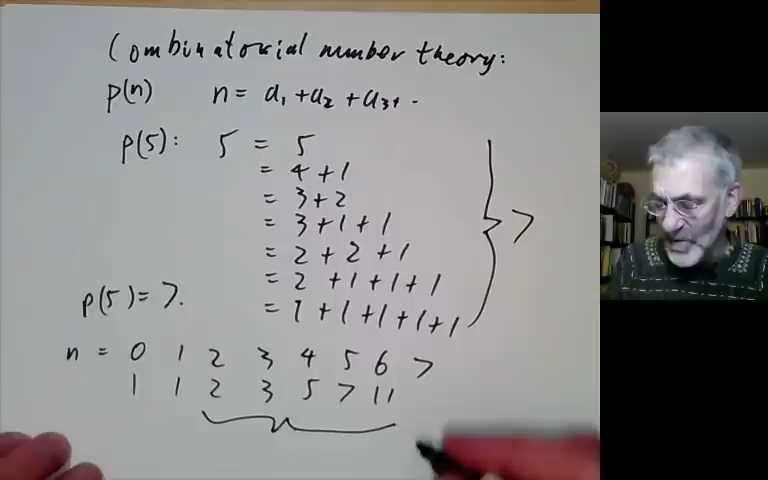 Combinatorial number theory:
p(n) n = a₁ + a₂ + a₃ + ·
p(5): 5 = 5
= 4 + 1
= 3 + 2
= 3 + 1 + 1
= 2 + 2 + 1
= 2 + 1 + 1 + 1
= 1 + 1 + 1 + 1 + 1
7
p(5) = 7.
n = 0 1 2 3 4 5 6 7
1 1 2 3 5 7 11